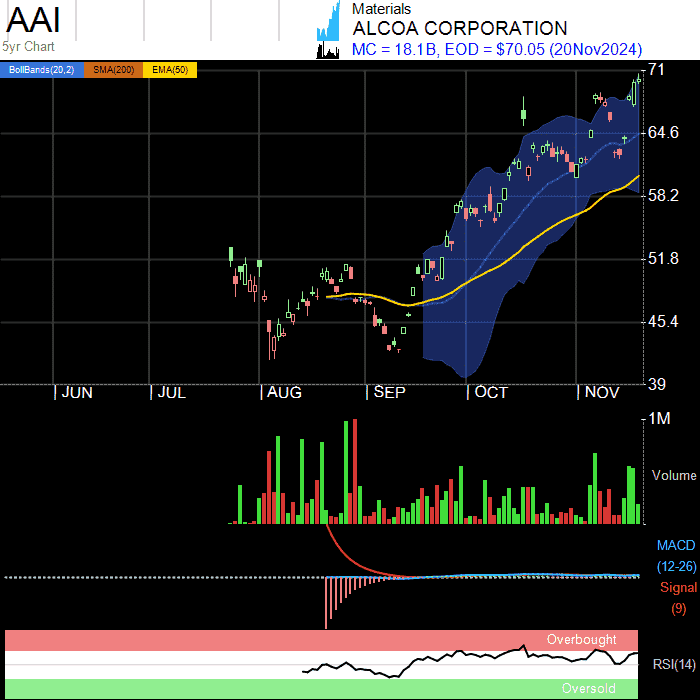 AAI
5yr Chart
Materials
ALCOA CORPORATION
MC = 18.1B, EOD = $70.05 (20Nov2024)
BollBands(20,2) SMA(200) EMA(50)
71
64.6
58.2
51.8
45.4
39
JUN JUL AUG SEP OCT NOV
1M
Volume
MACD
(12-26)
Signal
(9)
Overbought
RSI(14)
Oversold